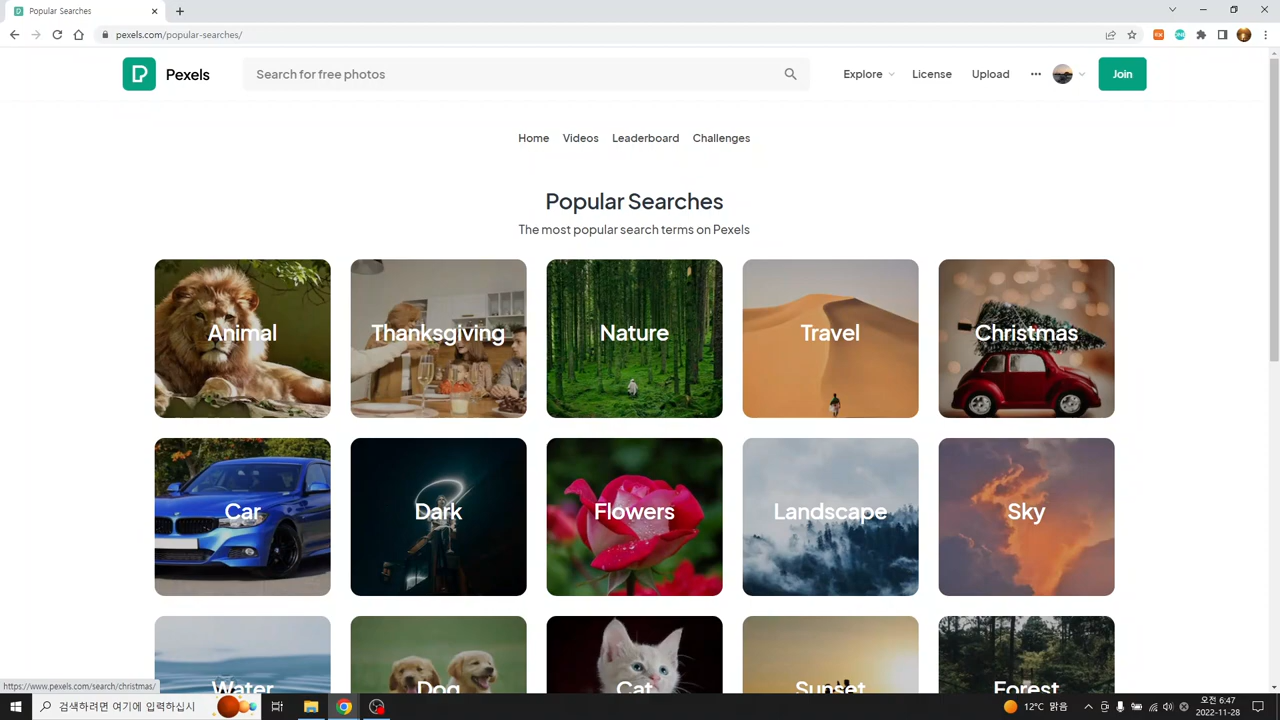 Popular Searches
pexels.com/popular-searches/
Pexels
Search for free photos
Explore
License
Upload
Join
Home
Videos
Leaderboard
Challenges
Popular Searches
The most popular search terms on Pexels
Animal
Thanksgiving
Nature
Travel
Christmas
Car
Dark
Flowers
Landscape
Sky
Water
Dog
Cat
Sunset
Forest
https://www.pexels.com/search/christmas/
검색하려면 여기에 입력하십시
12°C 맑음
오전 6:47
2022-11-28